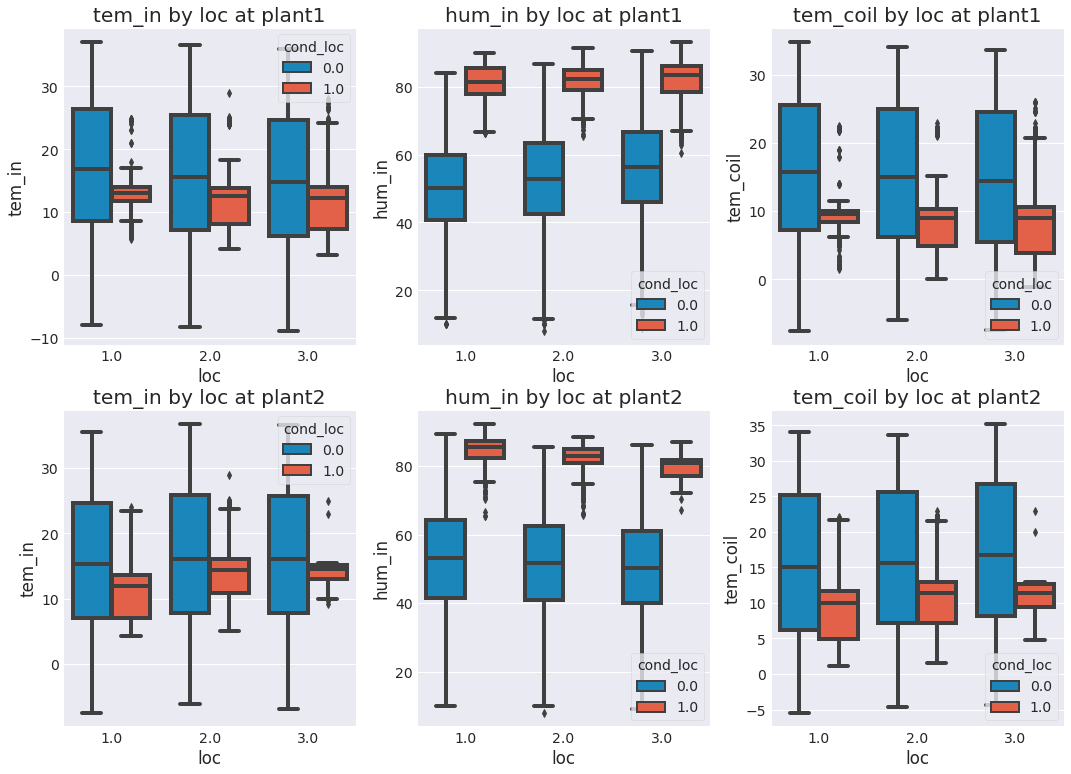 tem_in by loc at plant1
tem_in
30
20
10
0
−10
cond_loc
0.0
1.0
1.0 2.0 3.0
loc
hum_in by loc at plant1
hum_in
80
60
40
20
cond_loc
0.0
1.0
1.0 2.0 3.0
loc
tem_coil by loc at plant1
tem_coil
30
20
10
0
cond_loc
0.0
1.0
1.0 2.0 3.0
loc
tem_in by loc at plant2
tem_in
30
20
10
0
cond_loc
0.0
1.0
1.0 2.0 3.0
loc
hum_in by loc at plant2
hum_in
80
60
40
20
cond_loc
0.0
1.0
1.0 2.0 3.0
loc
tem_coil by loc at plant2
tem_coil
35
30
25
20
15
10
5
0
−5
cond_loc
0.0
1.0
1.0 2.0 3.0
loc